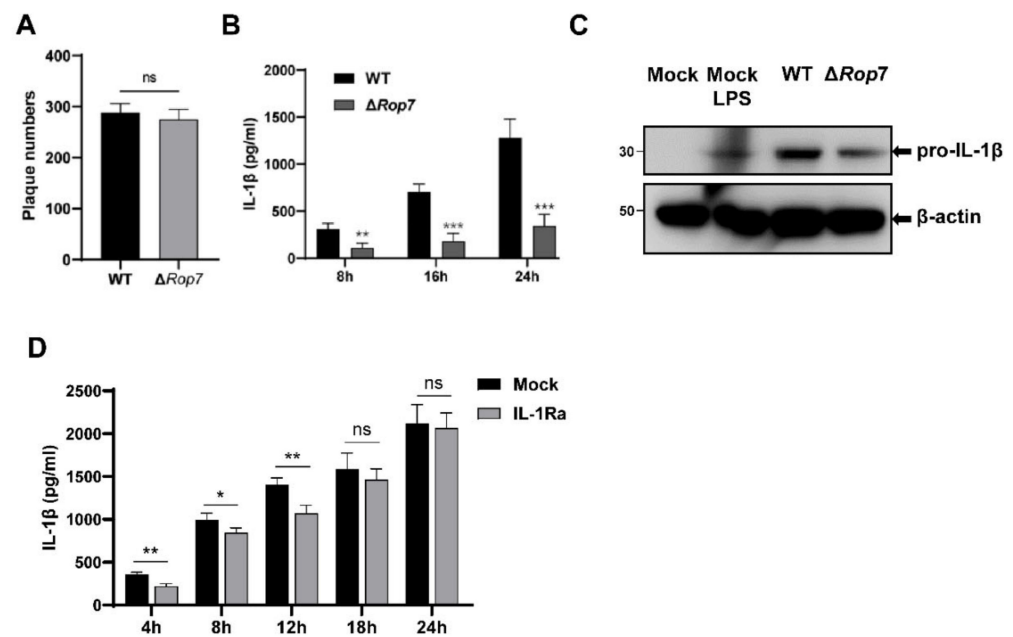 A
400
300
200
100
0
Plaque numbers
ns
WT
ΔRop7
B
2000
1500
1000
500
0
IL-1β (pg/ml)
WT
ΔRop7
**
***
***
8h
16h
24h
C
Mock
Mock
LPS
WT
ΔRop7
30
pro-IL-1β
50
β-actin
D
2500
2000
1500
1000
500
0
IL-1β (pg/ml)
Mock
IL-1Ra
**
*
**
ns
ns
4h
8h
12h
18h
24h